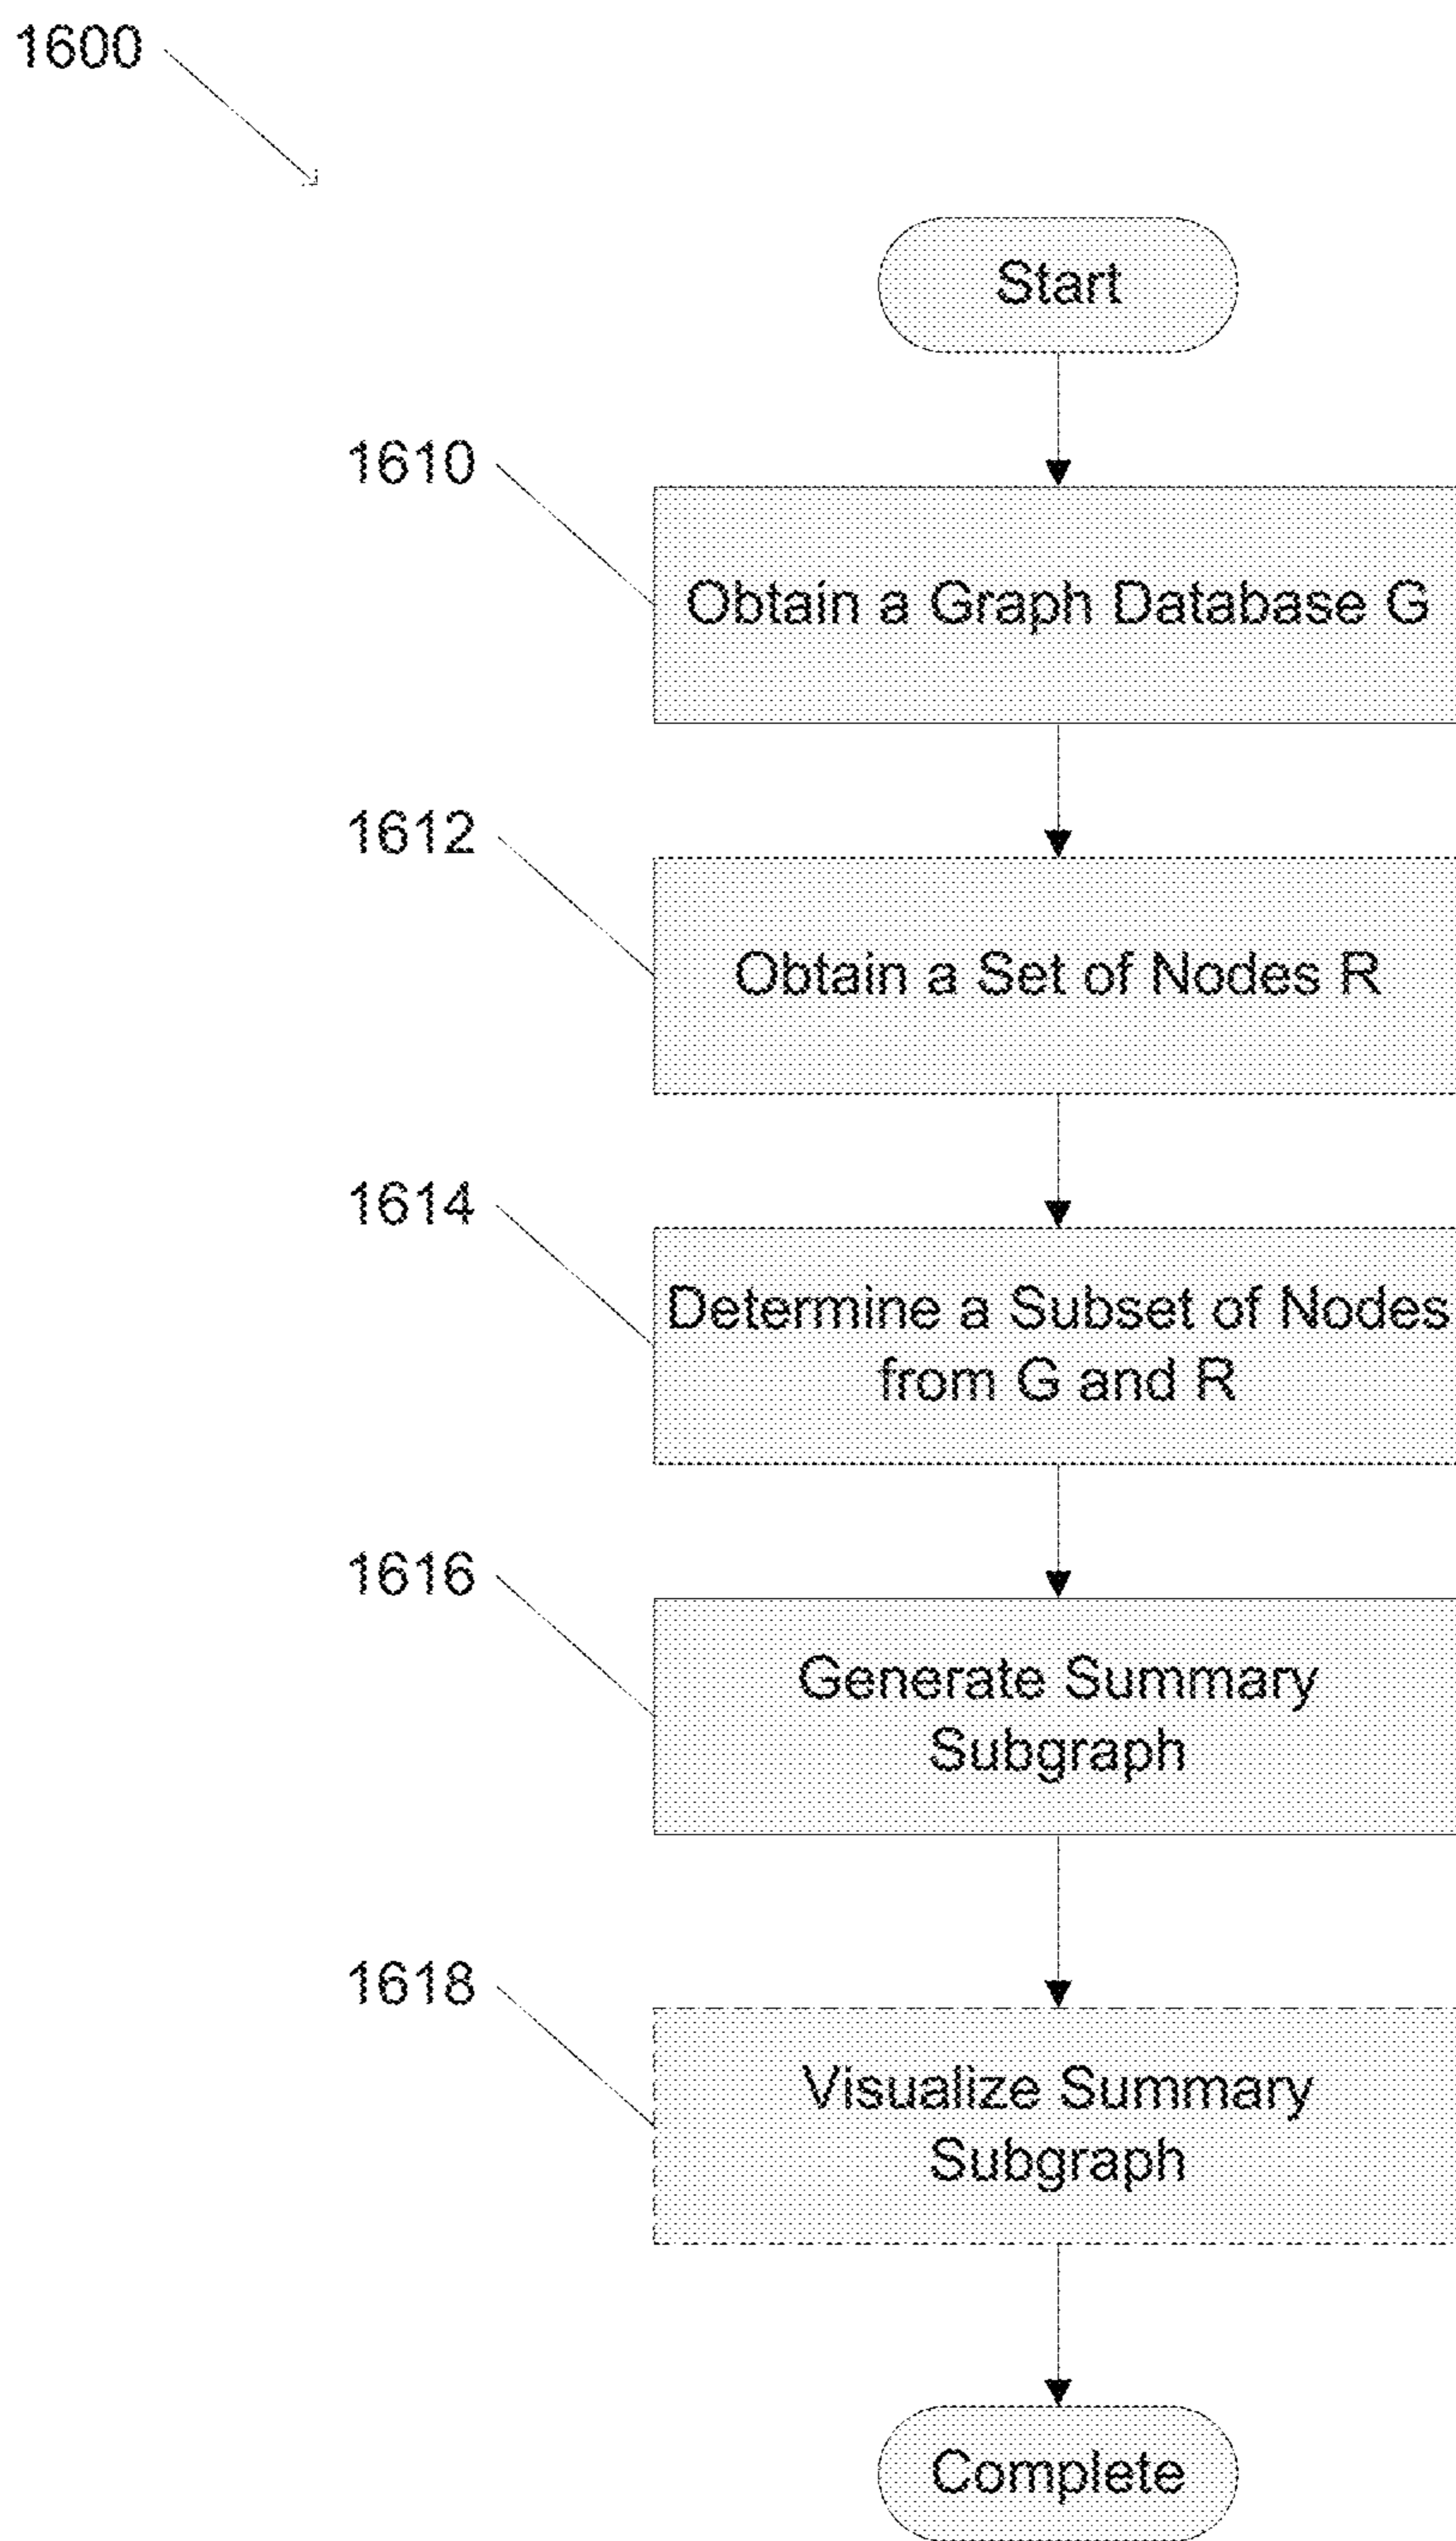 1600
Start
1610
Obtain a Graph Database G
1612
Obtain a Set of Nodes R
1614
Determine a Subset of Nodes
from G and R
1616
Generate Summary
Subgraph
1618
Visualize Summary
Subgraph
Complete